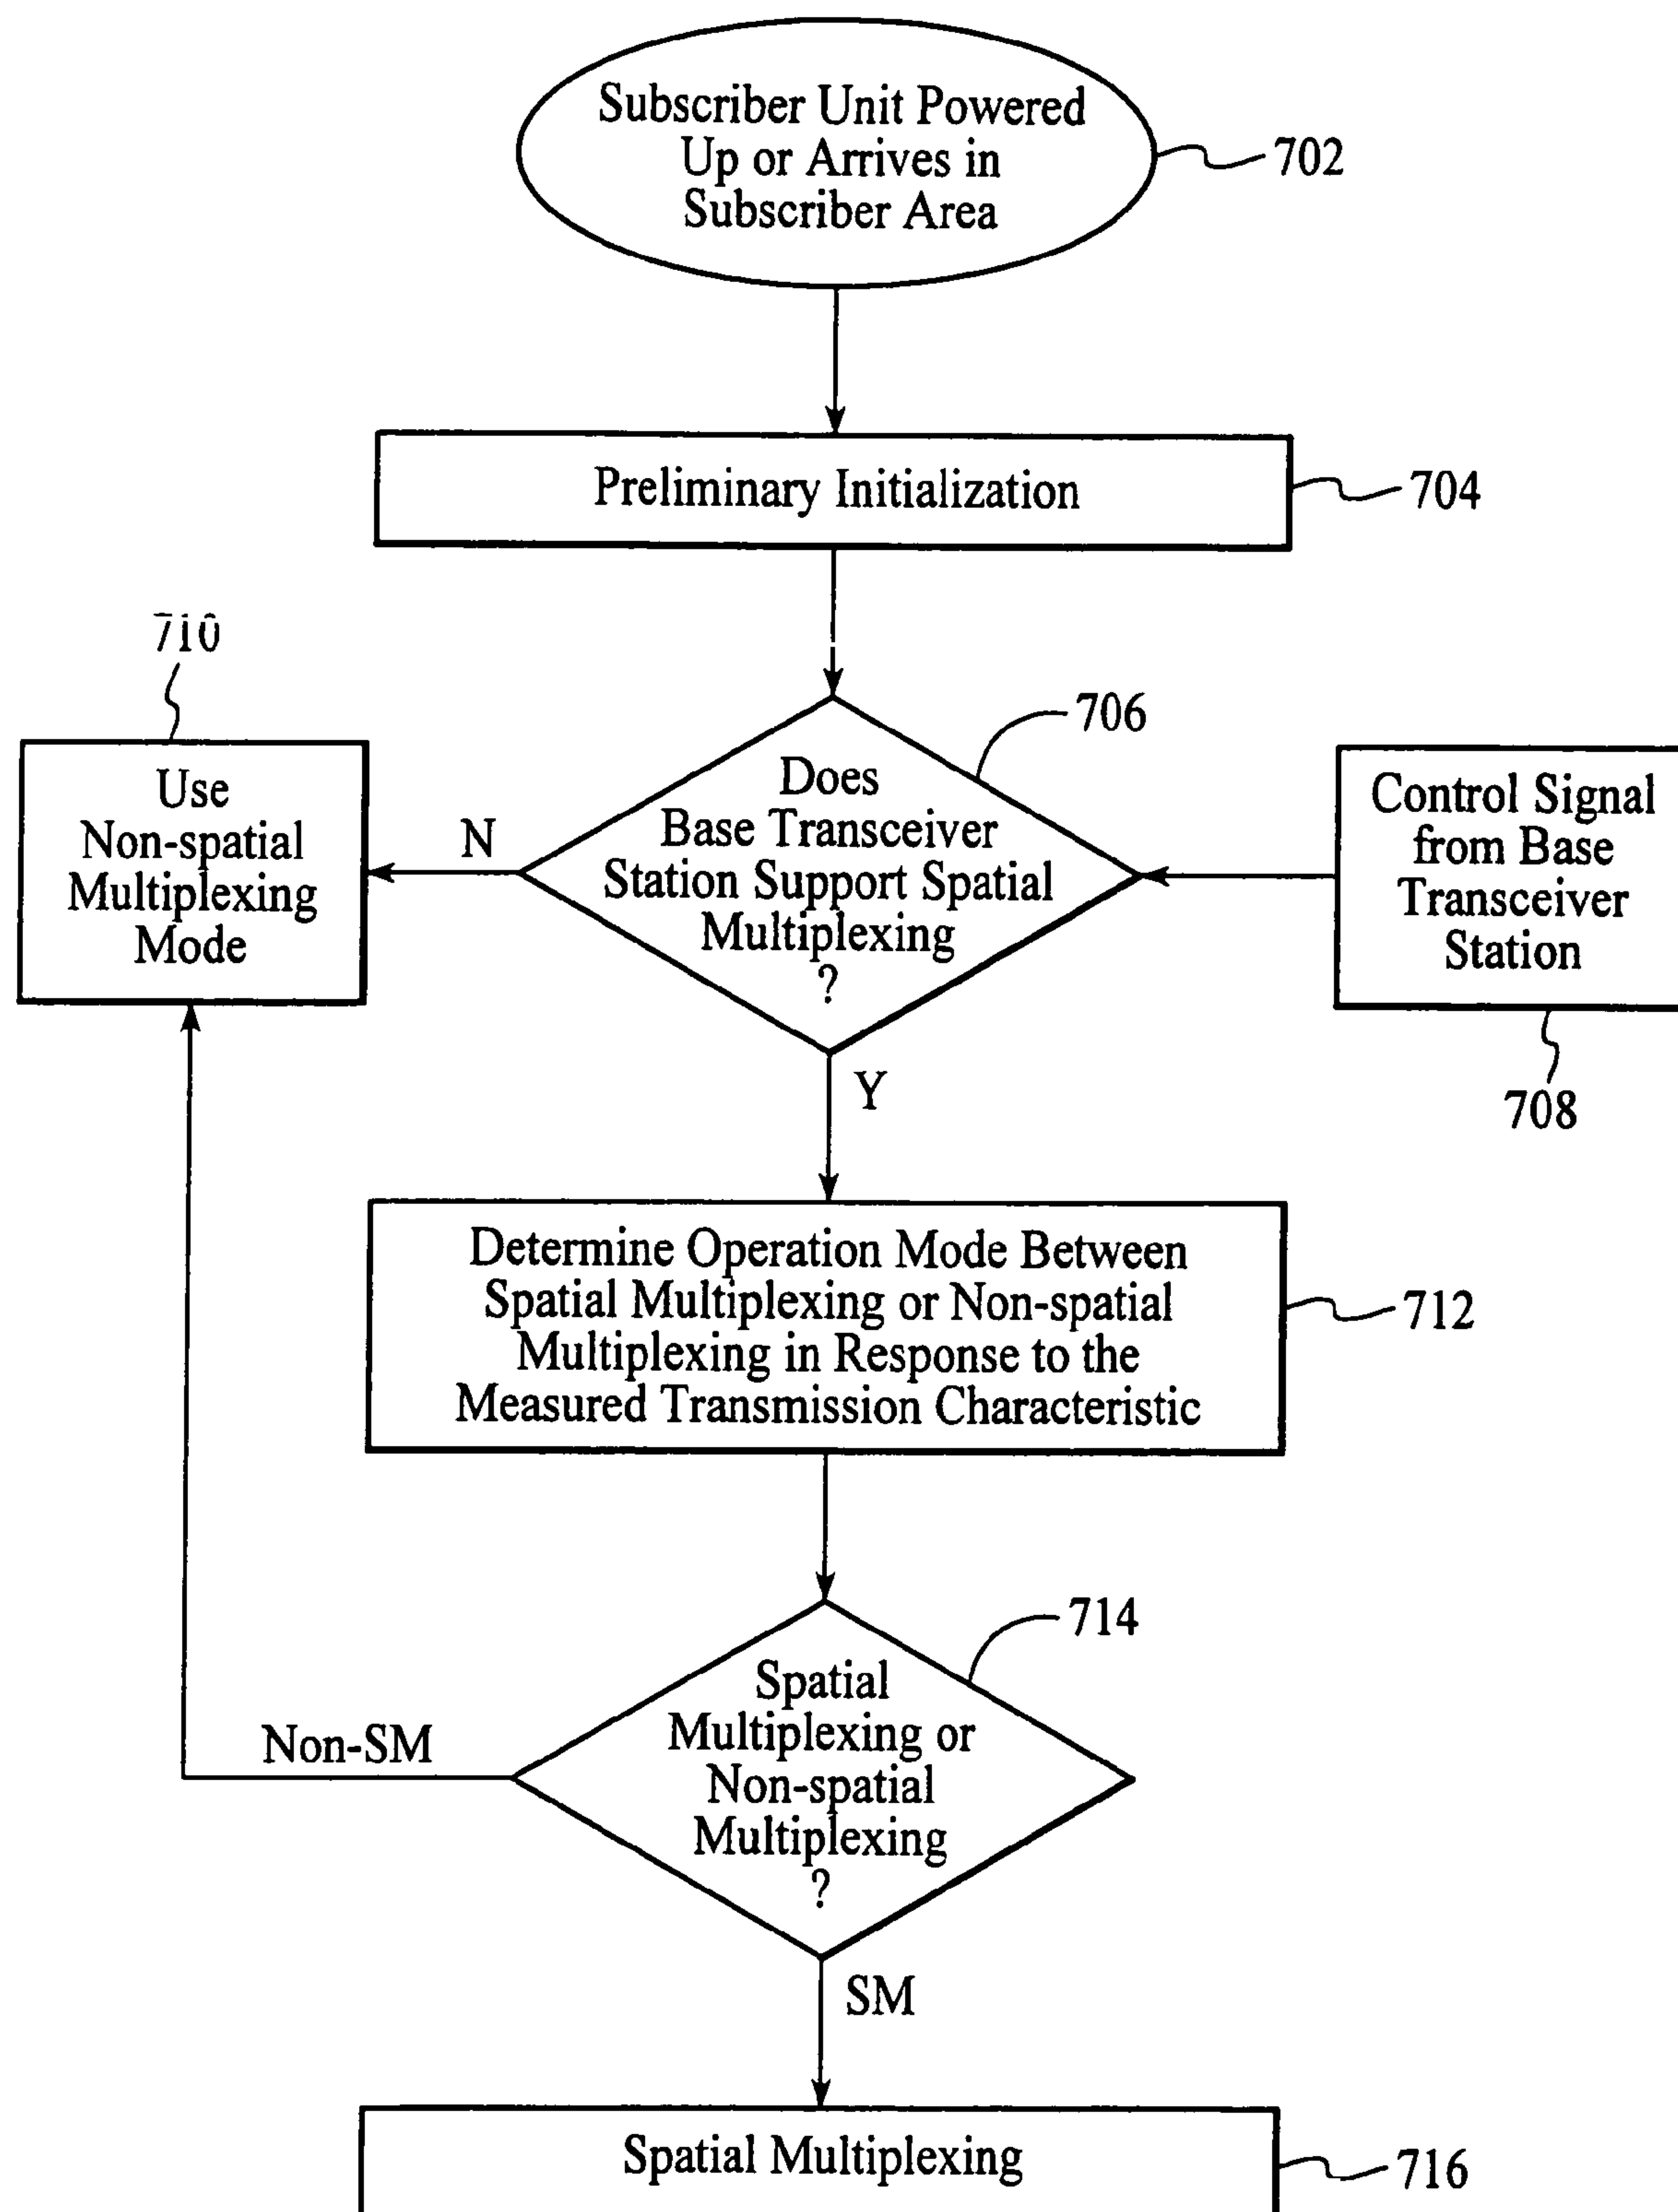 Subscriber Unit Powered
Up or Arrives in
Subscriber Area
702
Preliminary Initialization
704
710
706
Use
Non-spatial
Multiplexing
Mode
N
Does
Base Transceiver
Station Support Spatial
Multiplexing
?
Control Signal
from Base
Transceiver
Station
708
Y
Determine Operation Mode Between
Spatial Multiplexing or Non-spatial
Multiplexing in Response to the
Measured Transmission Characteristic
712
714
Spatial
Multiplexing or
Non-spatial
Multiplexing
?
Non-SM
SM
Spatial Multiplexing
716